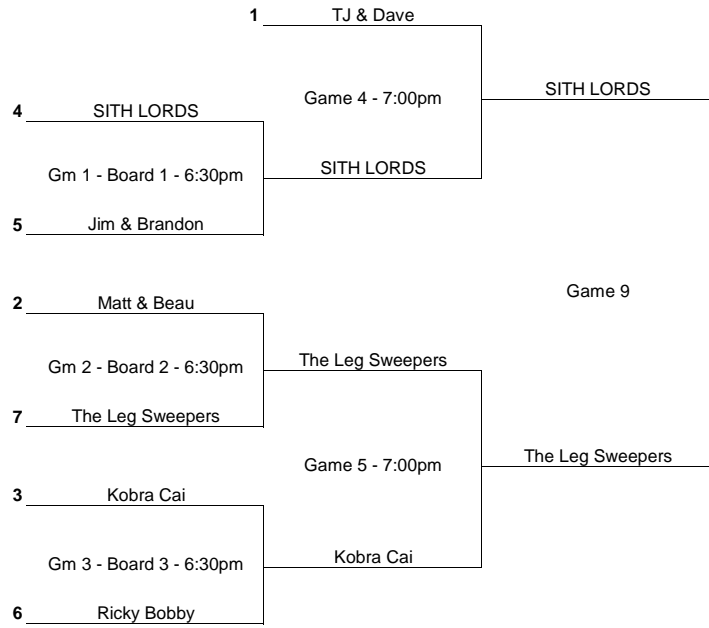 1 TJ & Dave
Game 4 - 7:00pm
SITH LORDS
4 SITH LORDS
Gm 1 - Board 1 - 6:30pm
SITH LORDS
5 Jim & Brandon
Game 9
2 Matt & Beau
Gm 2 - Board 2 - 6:30pm
The Leg Sweepers
7 The Leg Sweepers
Game 5 - 7:00pm
The Leg Sweepers
3 Kobra Cai
Gm 3 - Board 3 - 6:30pm
Kobra Cai
6 Ricky Bobby